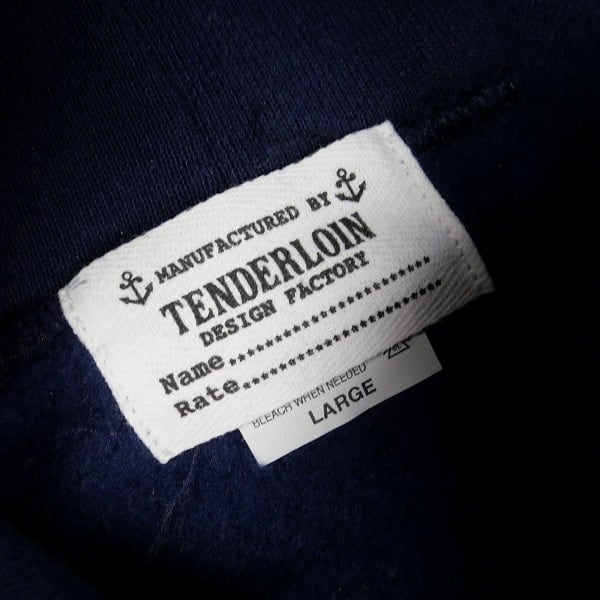 MANUFACTURED BY
TENDERLOIN
DESIGN FACTORY
Name........................
Rate........................
BLEACH WHEN NEEDED
LARGE